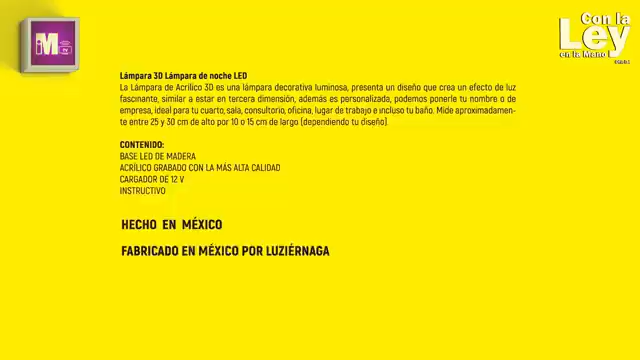 iM
TV
Con la
Ley
en la Mano
Lámpara 3D Lámpara de noche LED
La Lámpara de Acrílico 3D es una lámpara decorativa luminosa, presenta un diseño que crea un efecto de luz
fascinante, similar a estar en tercera dimensión, además es personalizada, podemos ponerle tu nombre o de
empresa, ideal para tu cuarto, sala, consultorio, oficina, lugar de trabajo e incluso tu baño. Mide aproximadamen-
te entre 25 y 30 cm de alto por 10 o 15 cm de largo (dependiendo tu diseño).
CONTENIDO:
BASE LED DE MADERA
ACRÍLICO GRABADO CON LA MÁS ALTA CALIDAD
CARGADOR DE 12 V
INSTRUCTIVO
HECHO EN MÉXICO
FABRICADO EN MÉXICO POR LUZIÉRNAGA